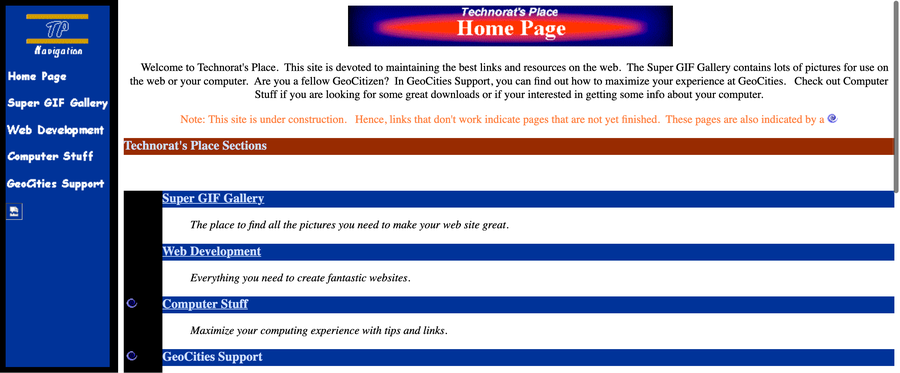 TP
Navigation
Home Page
Super GIF Gallery
Web Development
Computer Stuff
GeoCities Support
Technorat's Place
Home Page
Welcome to Technorat's Place. This site is devoted to maintaining the best links and resources on the web. The Super GIF Gallery contains lots of pictures for use on
the web or your computer. Are you a fellow GeoCitizen? In GeoCities Support, you can find out how to maximize your experience at GeoCities. Check out Computer
Stuff if you are looking for some great downloads or if your interested in getting some info about your computer.
Note: This site is under construction. Hence, links that don't work indicate pages that are not yet finished. These pages are also indicated by a
Technorat's Place Sections
Super GIF Gallery
The place to find all the pictures you need to make your web site great.
Web Development
Everything you need to create fantastic websites.
Computer Stuff
Maximize your computing experience with tips and links.
GeoCities Support